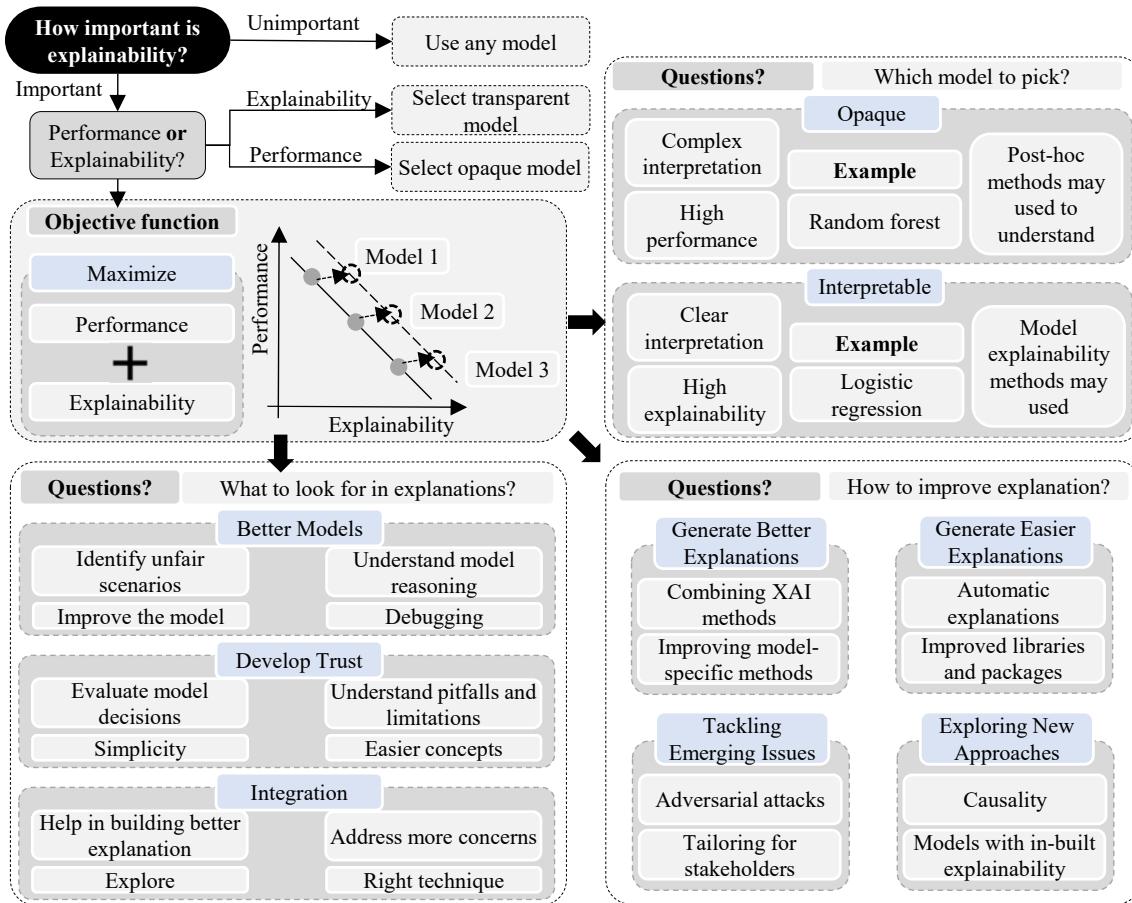 How important is
explainability?
Unimportant
Use any model
Important
Performance or
Explainability?
Explainability
Select transparent
model
Performance
Select opaque model
Objective function
Maximize
Performance
Explainability
Performance
Explainability
Model 1
Model 2
Model 3
Questions?
Which model to pick?
Opaque
Complex
interpretation
High
performance
Example
Random forest
Post-hoc
methods may
used to
understand
Interpretable
Clear
interpretation
High
explainability
Example
Logistic
regression
Model
explainability
methods may
used
Questions?
What to look for in explanations?
Better Models
Identify unfair
scenarios
Understand model
reasoning
Improve the model
Debugging
Develop Trust
Evaluate model
decisions
Understand pitfalls and
limitations
Simplicity
Easier concepts
Integration
Help in building better
explanation
Address more concerns
Explore
Right technique
Questions?
How to improve explanation?
Generate Better
Explanations
Combining XAI
methods
Improving model-
specific methods
Generate Easier
Explanations
Automatic
explanations
Improved libraries
and packages
Tackling
Emerging Issues
Adversarial attacks
Tailoring for
stakeholders
Exploring New
Approaches
Causality
Models with in-built
explainability